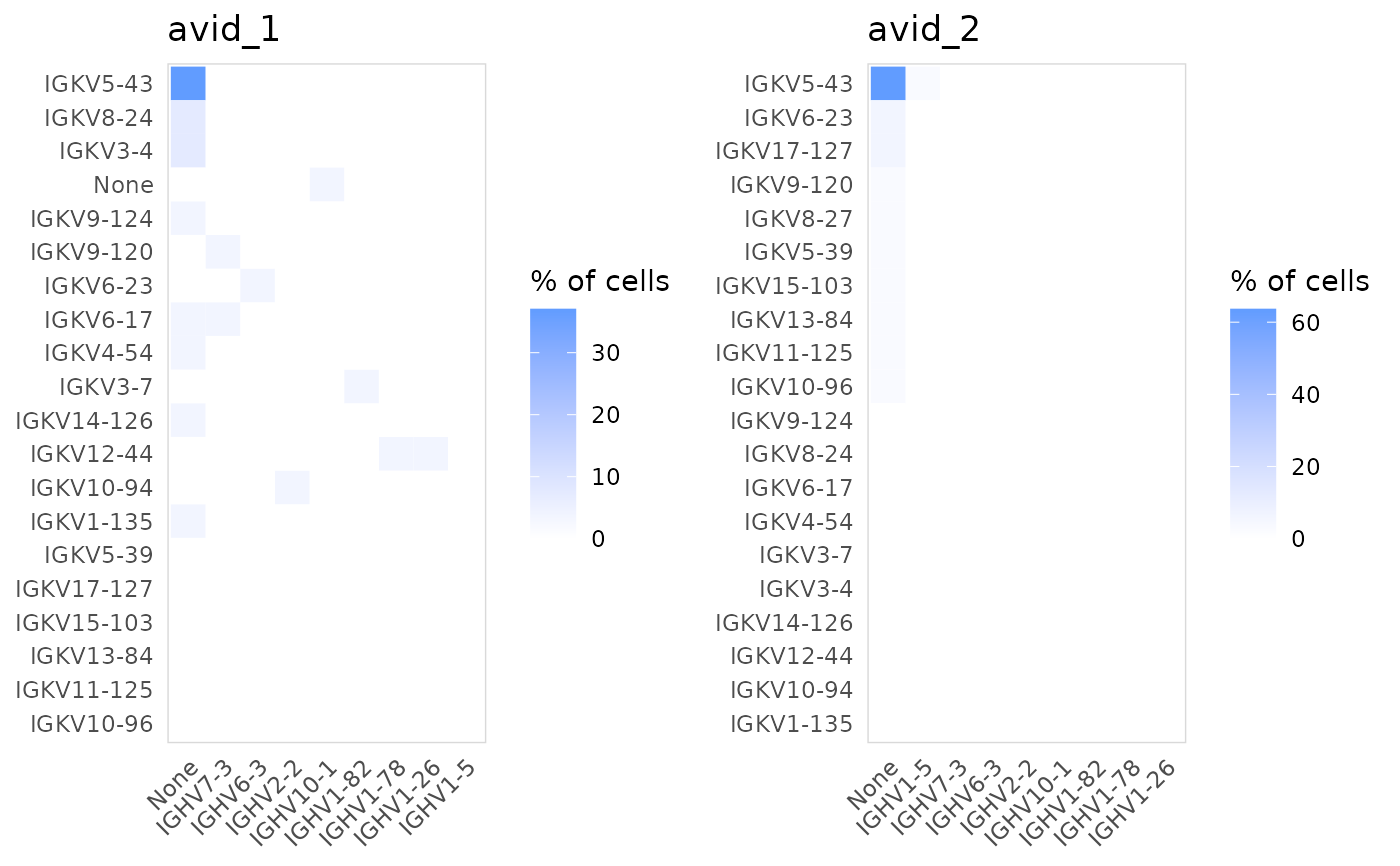 avid_1
IGKV5-43
IGKV8-24
IGKV3-4
None
IGKV9-124
IGKV9-120
IGKV6-23
IGKV6-17
IGKV4-54
IGKV3-7
IGKV14-126
IGKV12-44
IGKV10-94
IGKV1-135
IGKV5-39
IGKV17-127
IGKV15-103
IGKV13-84
IGKV11-125
IGKV10-96
None
IGHV7-3
IGHV6-3
IGHV2-2
IGHV10-1
IGHV1-82
IGHV1-78
IGHV1-26
IGHV1-5
% of cells
30
20
10
0
avid_2
IGKV5-43
IGKV6-23
IGKV17-127
IGKV9-120
IGKV8-27
IGKV5-39
IGKV15-103
IGKV13-84
IGKV11-125
IGKV10-96
IGKV9-124
IGKV8-24
IGKV6-17
IGKV4-54
IGKV3-7
IGKV3-4
IGKV14-126
IGKV12-44
IGKV10-94
IGKV1-135
None
IGHV1-5
IGHV7-3
IGHV6-3
IGHV2-2
IGHV10-1
IGHV1-82
IGHV1-78
IGHV1-26
% of cells
60
40
20
0